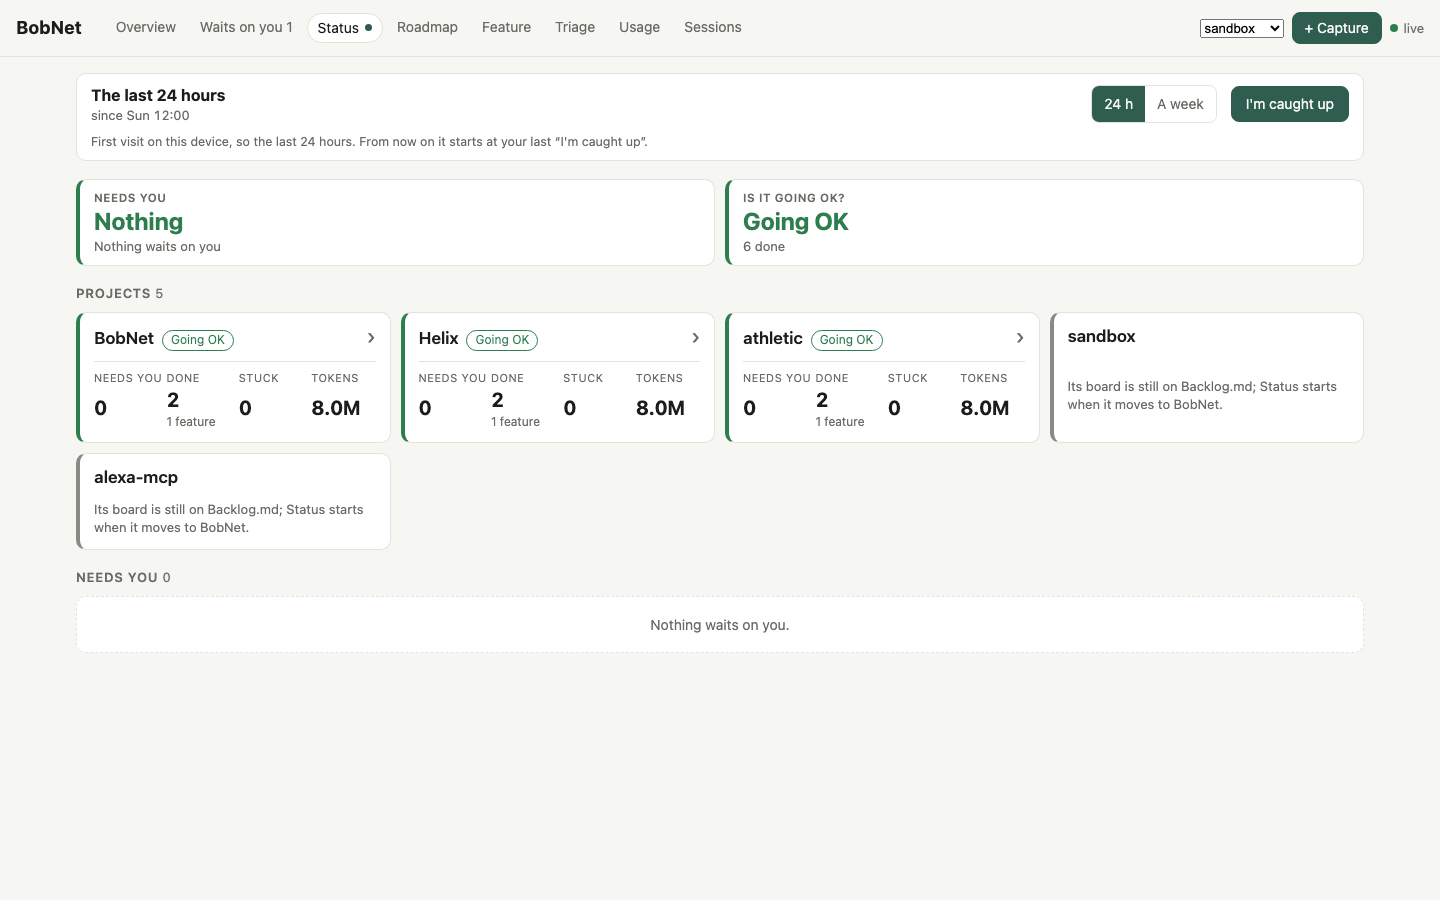 BobNet
Overview
Waits on you 1
Status
Roadmap
Feature
Triage
Usage
Sessions
sandbox
+ Capture
live
The last 24 hours
since Sun 12:00
24 h
A week
I'm caught up
First visit on this device, so the last 24 hours. From now on it starts at your last “I'm caught up”.
NEEDS YOU
Nothing
Nothing waits on you
IS IT GOING OK?
Going OK
6 done
PROJECTS 5
BobNet
Going OK
NEEDS YOU
DONE
STUCK
TOKENS
0
2
1 feature
0
8.0M
Helix
Going OK
NEEDS YOU
DONE
STUCK
TOKENS
0
2
1 feature
0
8.0M
athletic
Going OK
NEEDS YOU
DONE
STUCK
TOKENS
0
2
1 feature
0
8.0M
sandbox
Its board is still on Backlog.md; Status starts
when it moves to BobNet.
alexa-mcp
Its board is still on Backlog.md; Status starts
when it moves to BobNet.
NEEDS YOU 0
Nothing waits on you.